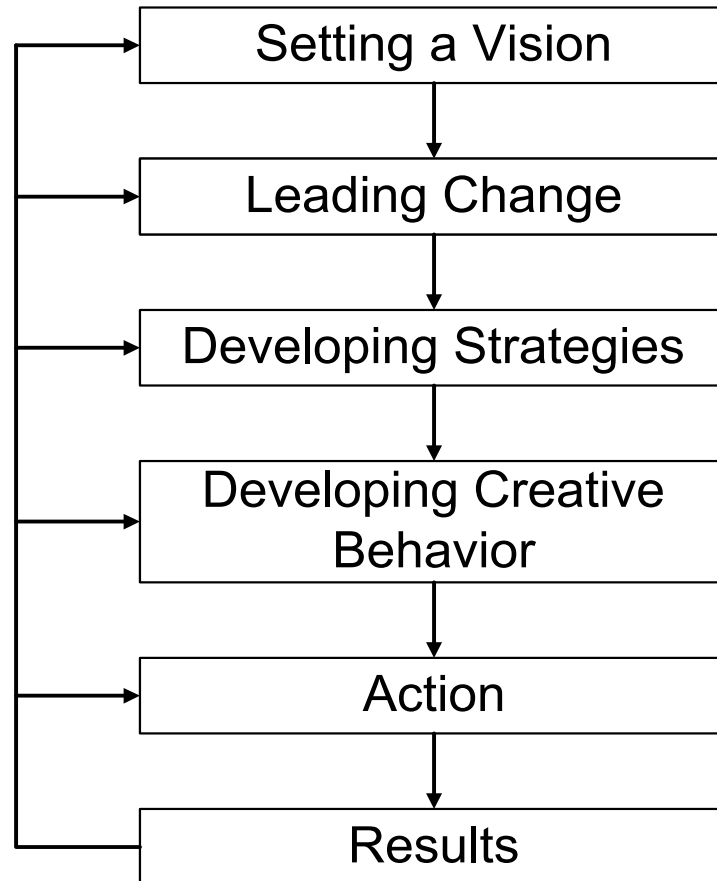 Setting a Vision
Leading Change
Developing Strategies
Developing Creative
Behavior
Action
Results